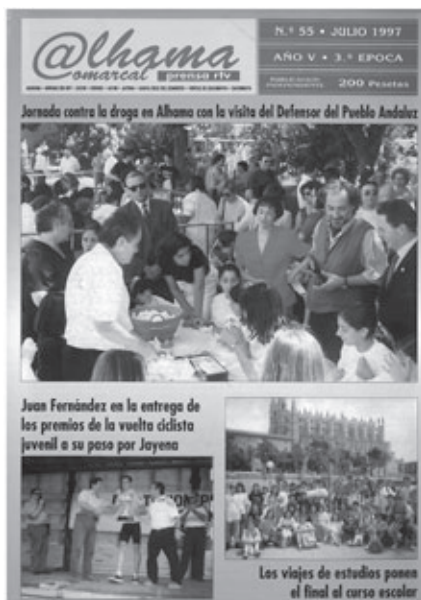 @lhama
omarcal
prensa rtv
N.º 55 • JULIO 1997
AÑO V • 3.ª EPOCA
200 Pesetas
Jornada contra la droga en Alhama con la visita del Defensor del Pueblo Andaluz
Juan Fernández en la entrega de
los premios de la vuelta ciclista
juvenil a su paso por Jayena
Los viajes de estudios ponen
el final al curso escolar